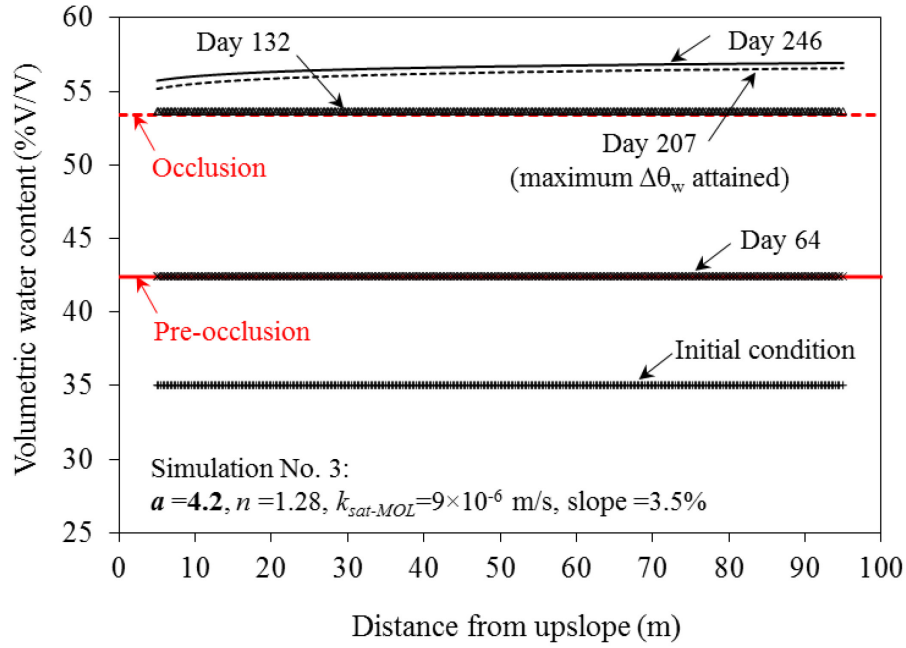 60
55
50
45
40
35
30
25
Volumetric water content (%V/V)
Day 132
Day 246
Occlusion
Day 207
(maximum Δθw attained)
Day 64
Pre-occlusion
Initial condition
Simulation No. 3:
a =4.2, n =1.28, ksat-MOL=9×10-6 m/s, slope =3.5%
0 10 20 30 40 50 60 70 80 90 100
Distance from upslope (m)